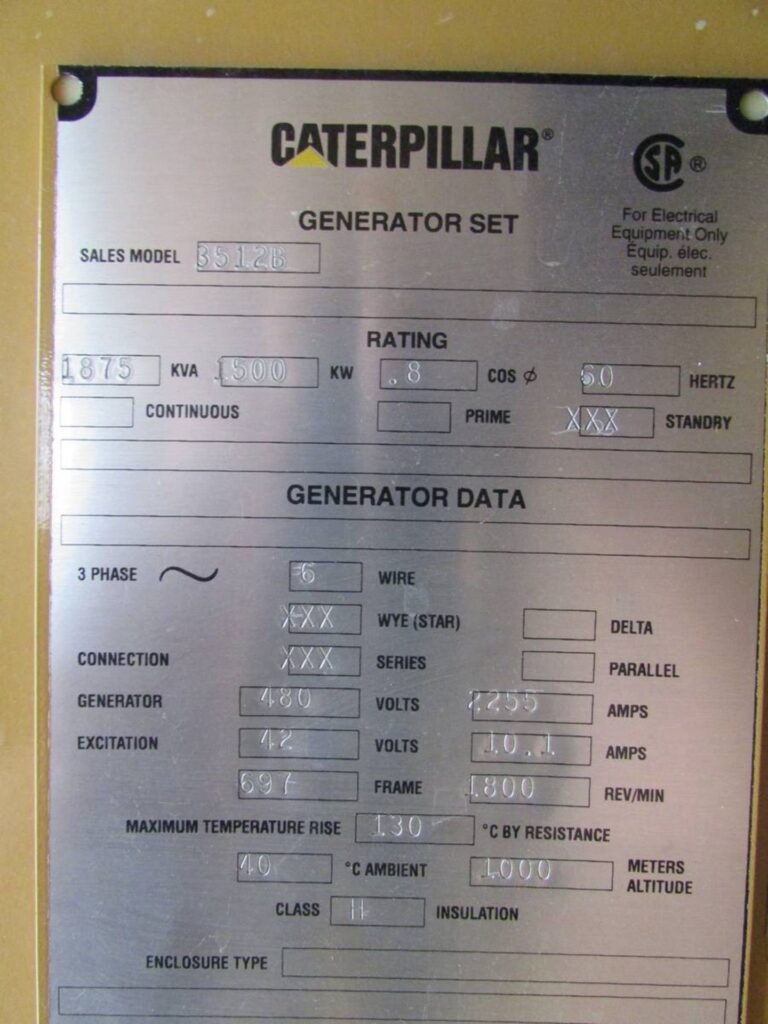 CATERPILLAR®
SA ®
GENERATOR SET
For Electrical
Equipment Only
Équip. élec.
seulement
SALES MODEL 3512B
RATING
1875 KVA 1500 KW .8 COS ϕ 60 HERTZ
CONTINUOUS PRIME XXX STANDRY
GENERATOR DATA
3 PHASE 6 WIRE
XXX WYE (STAR) DELTA
CONNECTION XXX SERIES PARALLEL
GENERATOR 480 VOLTS 2255 AMPS
EXCITATION 42 VOLTS 10.1 AMPS
697 FRAME 1800 REV/MIN
MAXIMUM TEMPERATURE RISE 130 °C BY RESISTANCE
40 °C AMBIENT 1000 METERS ALTITUDE
CLASS H INSULATION
ENCLOSURE TYPE